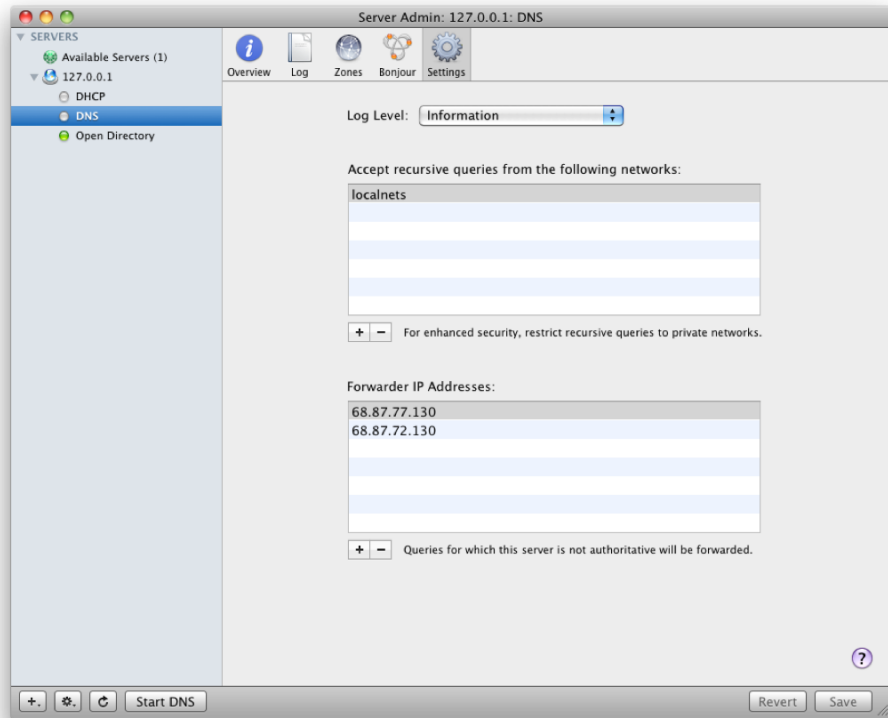 Server Admin: 127.0.0.1: DNS
SERVERS
Available Servers (1)
127.0.0.1
DHCP
DNS
Open Directory
Overview
Log
Zones
Bonjour
Settings
Log Level: Information
Accept recursive queries from the following networks:
localnets
+ − For enhanced security, restrict recursive queries to private networks.
Forwarder IP Addresses:
68.87.77.130
68.87.72.130
+ − Queries for which this server is not authoritative will be forwarded.
?
Start DNS
Revert
Save